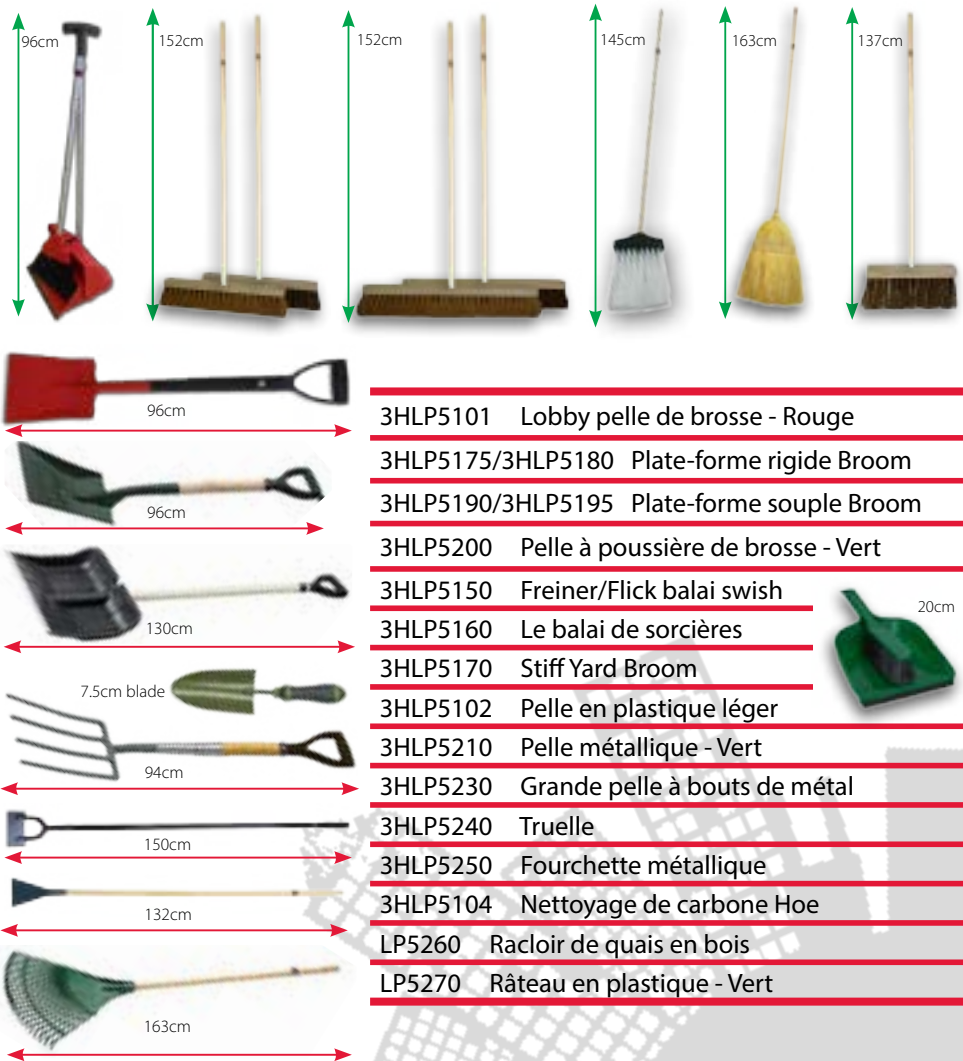 96cm
152cm
152cm
145cm
163cm
137cm
96cm
96cm
130cm
7.5cm blade
94cm
150cm
132cm
163cm
3HLP5101 Lobby pelle de brosse - Rouge
3HLP5175/3HLP5180 Plate-forme rigide Broom
3HLP5190/3HLP5195 Plate-forme souple Broom
3HLP5200 Pelle à poussière de brosse - Vert
3HLP5150 Freiner/Flick balai swish
20cm
3HLP5160 Le balai de sorcières
3HLP5170 Stiff Yard Broom
3HLP5102 Pelle en plastique léger
3HLP5210 Pelle métallique - Vert
3HLP5230 Grande pelle à bouts de métal
3HLP5240 Truelle
3HLP5250 Fourchette métallique
3HLP5104 Nettoyage de carbone Hoe
LP5260 Racloir de quais en bois
LP5270 Râteau en plastique - Vert